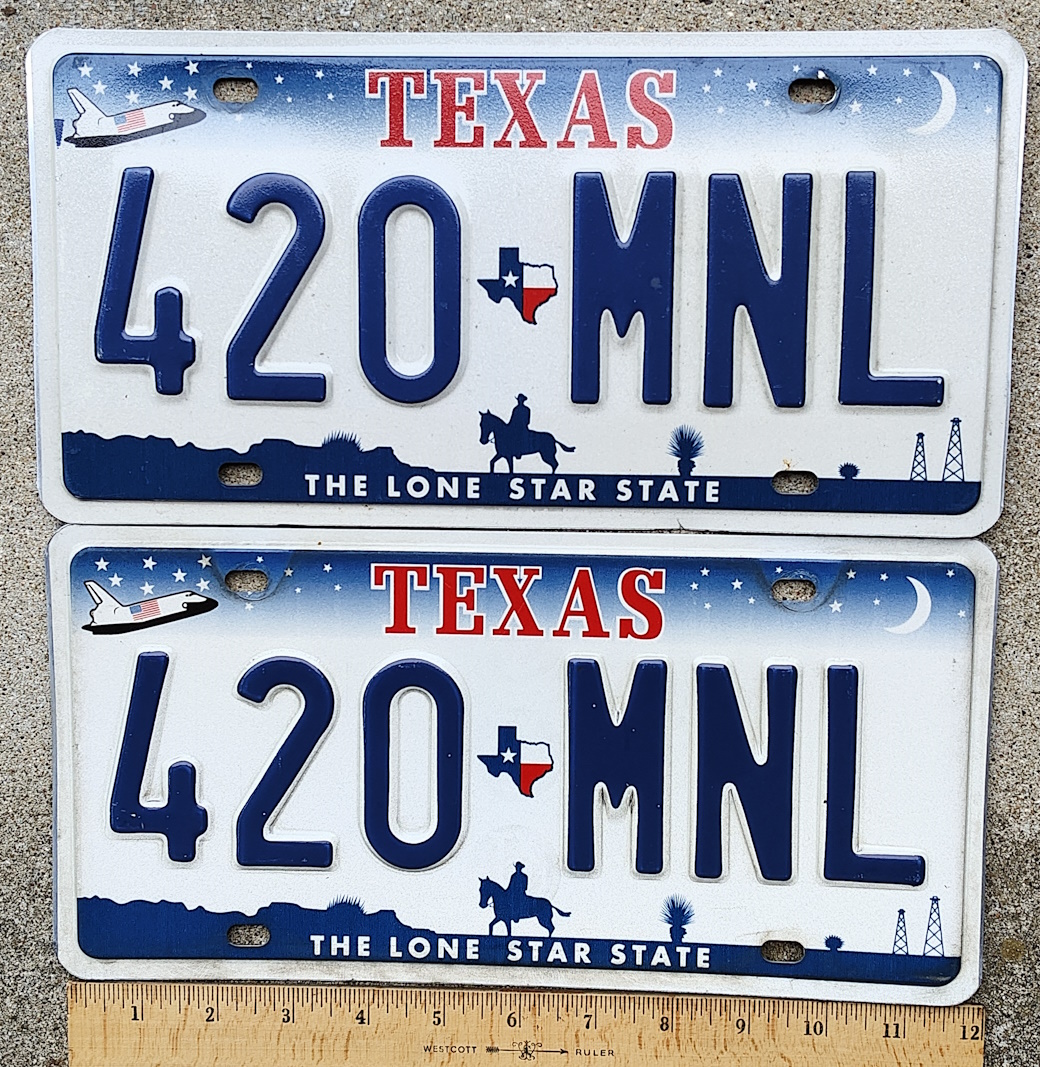 TEXAS
420 MNL
THE LONE STAR STATE
TEXAS
420 MNL
THE LONE STAR STATE
1 2 3 4 5 6 7 8 9 10 11 12
WESTCOTT RULER